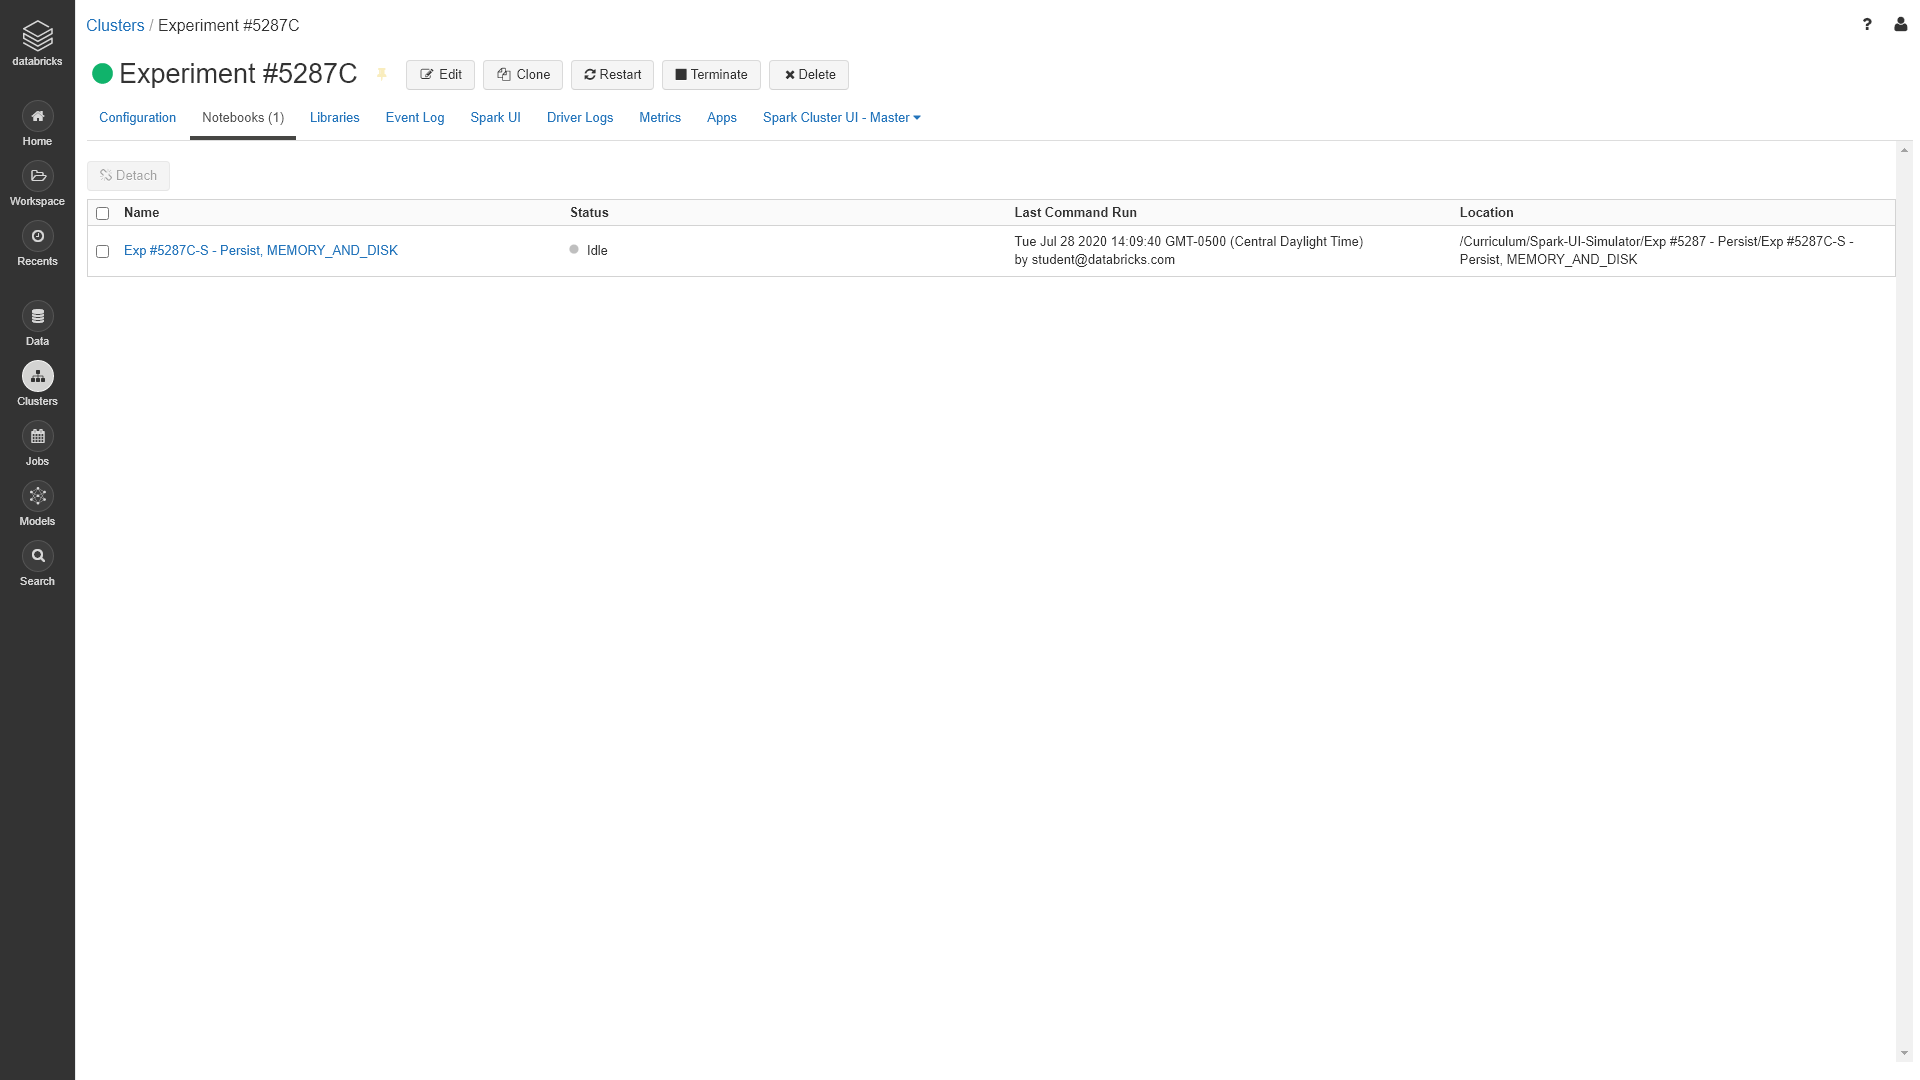 Clusters / Experiment #5287C
?
databricks
Experiment #5287C
Edit
Clone
Restart
Terminate
Delete
Configuration
Notebooks (1)
Libraries
Event Log
Spark UI
Driver Logs
Metrics
Apps
Spark Cluster UI - Master
Home
Workspace
Recents
Data
Clusters
Jobs
Models
Search
Detach
Name
Status
Last Command Run
Location
Exp #5287C-S - Persist, MEMORY_AND_DISK
Idle
Tue Jul 28 2020 14:09:40 GMT-0500 (Central Daylight Time)
by student@databricks.com
/Curriculum/Spark-UI-Simulator/Exp #5287 - Persist/Exp #5287C-S -
Persist, MEMORY_AND_DISK